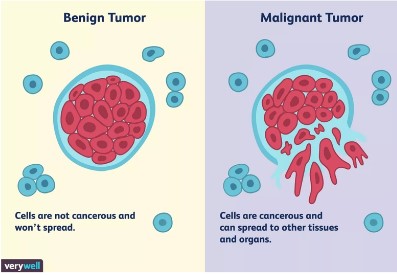 Benign Tumor
Malignant Tumor
Cells are not cancerous and
won't spread.
Cells are cancerous and
can spread to other tissues
and organs.
verywell